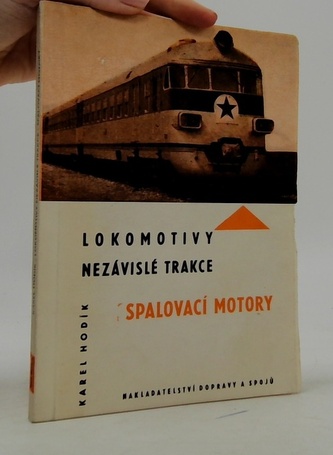 LOKOMOTIVY
NEZÁVISLÉ TRAKCE
SPALOVACÍ MOTORY
KAREL HODÍK
NAKLADATELSTVÍ DOPRAVY A SPOJŮ